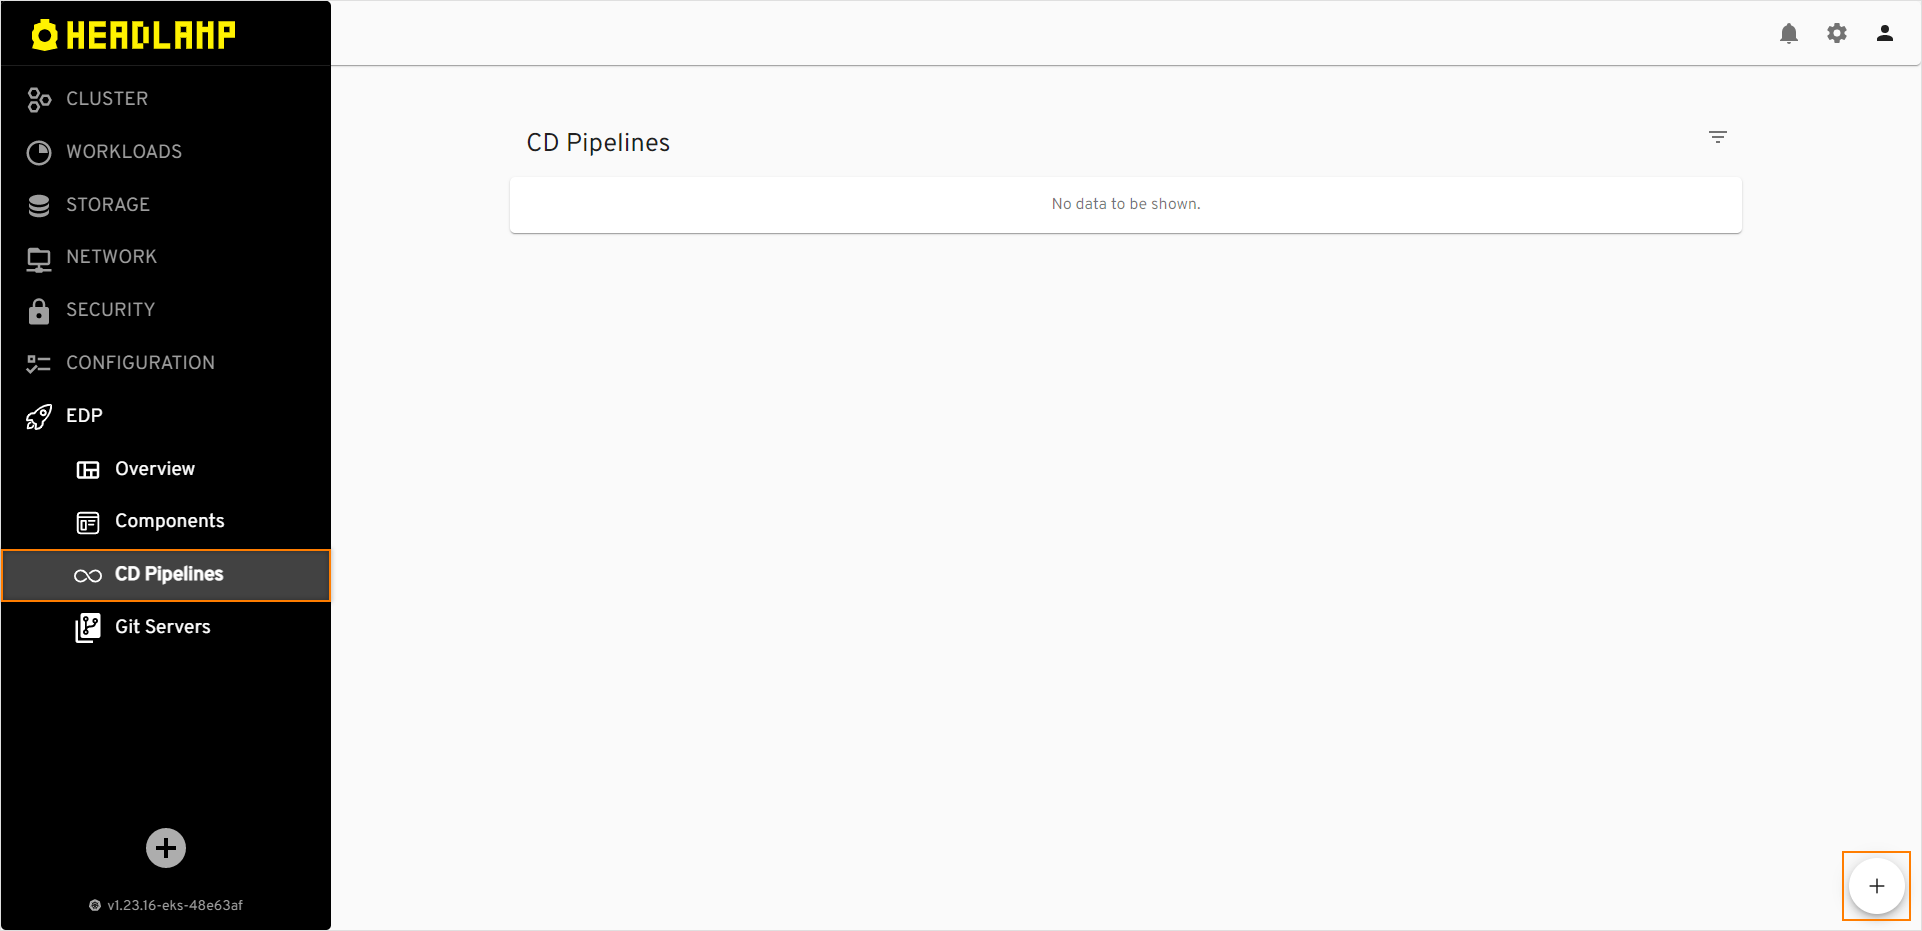 HEADLAMP
CLUSTER
WORKLOADS
STORAGE
NETWORK
SECURITY
CONFIGURATION
EDP
Overview
Components
CD Pipelines
Git Servers
v1.23.16-eks-48e63af
CD Pipelines
No data to be shown.